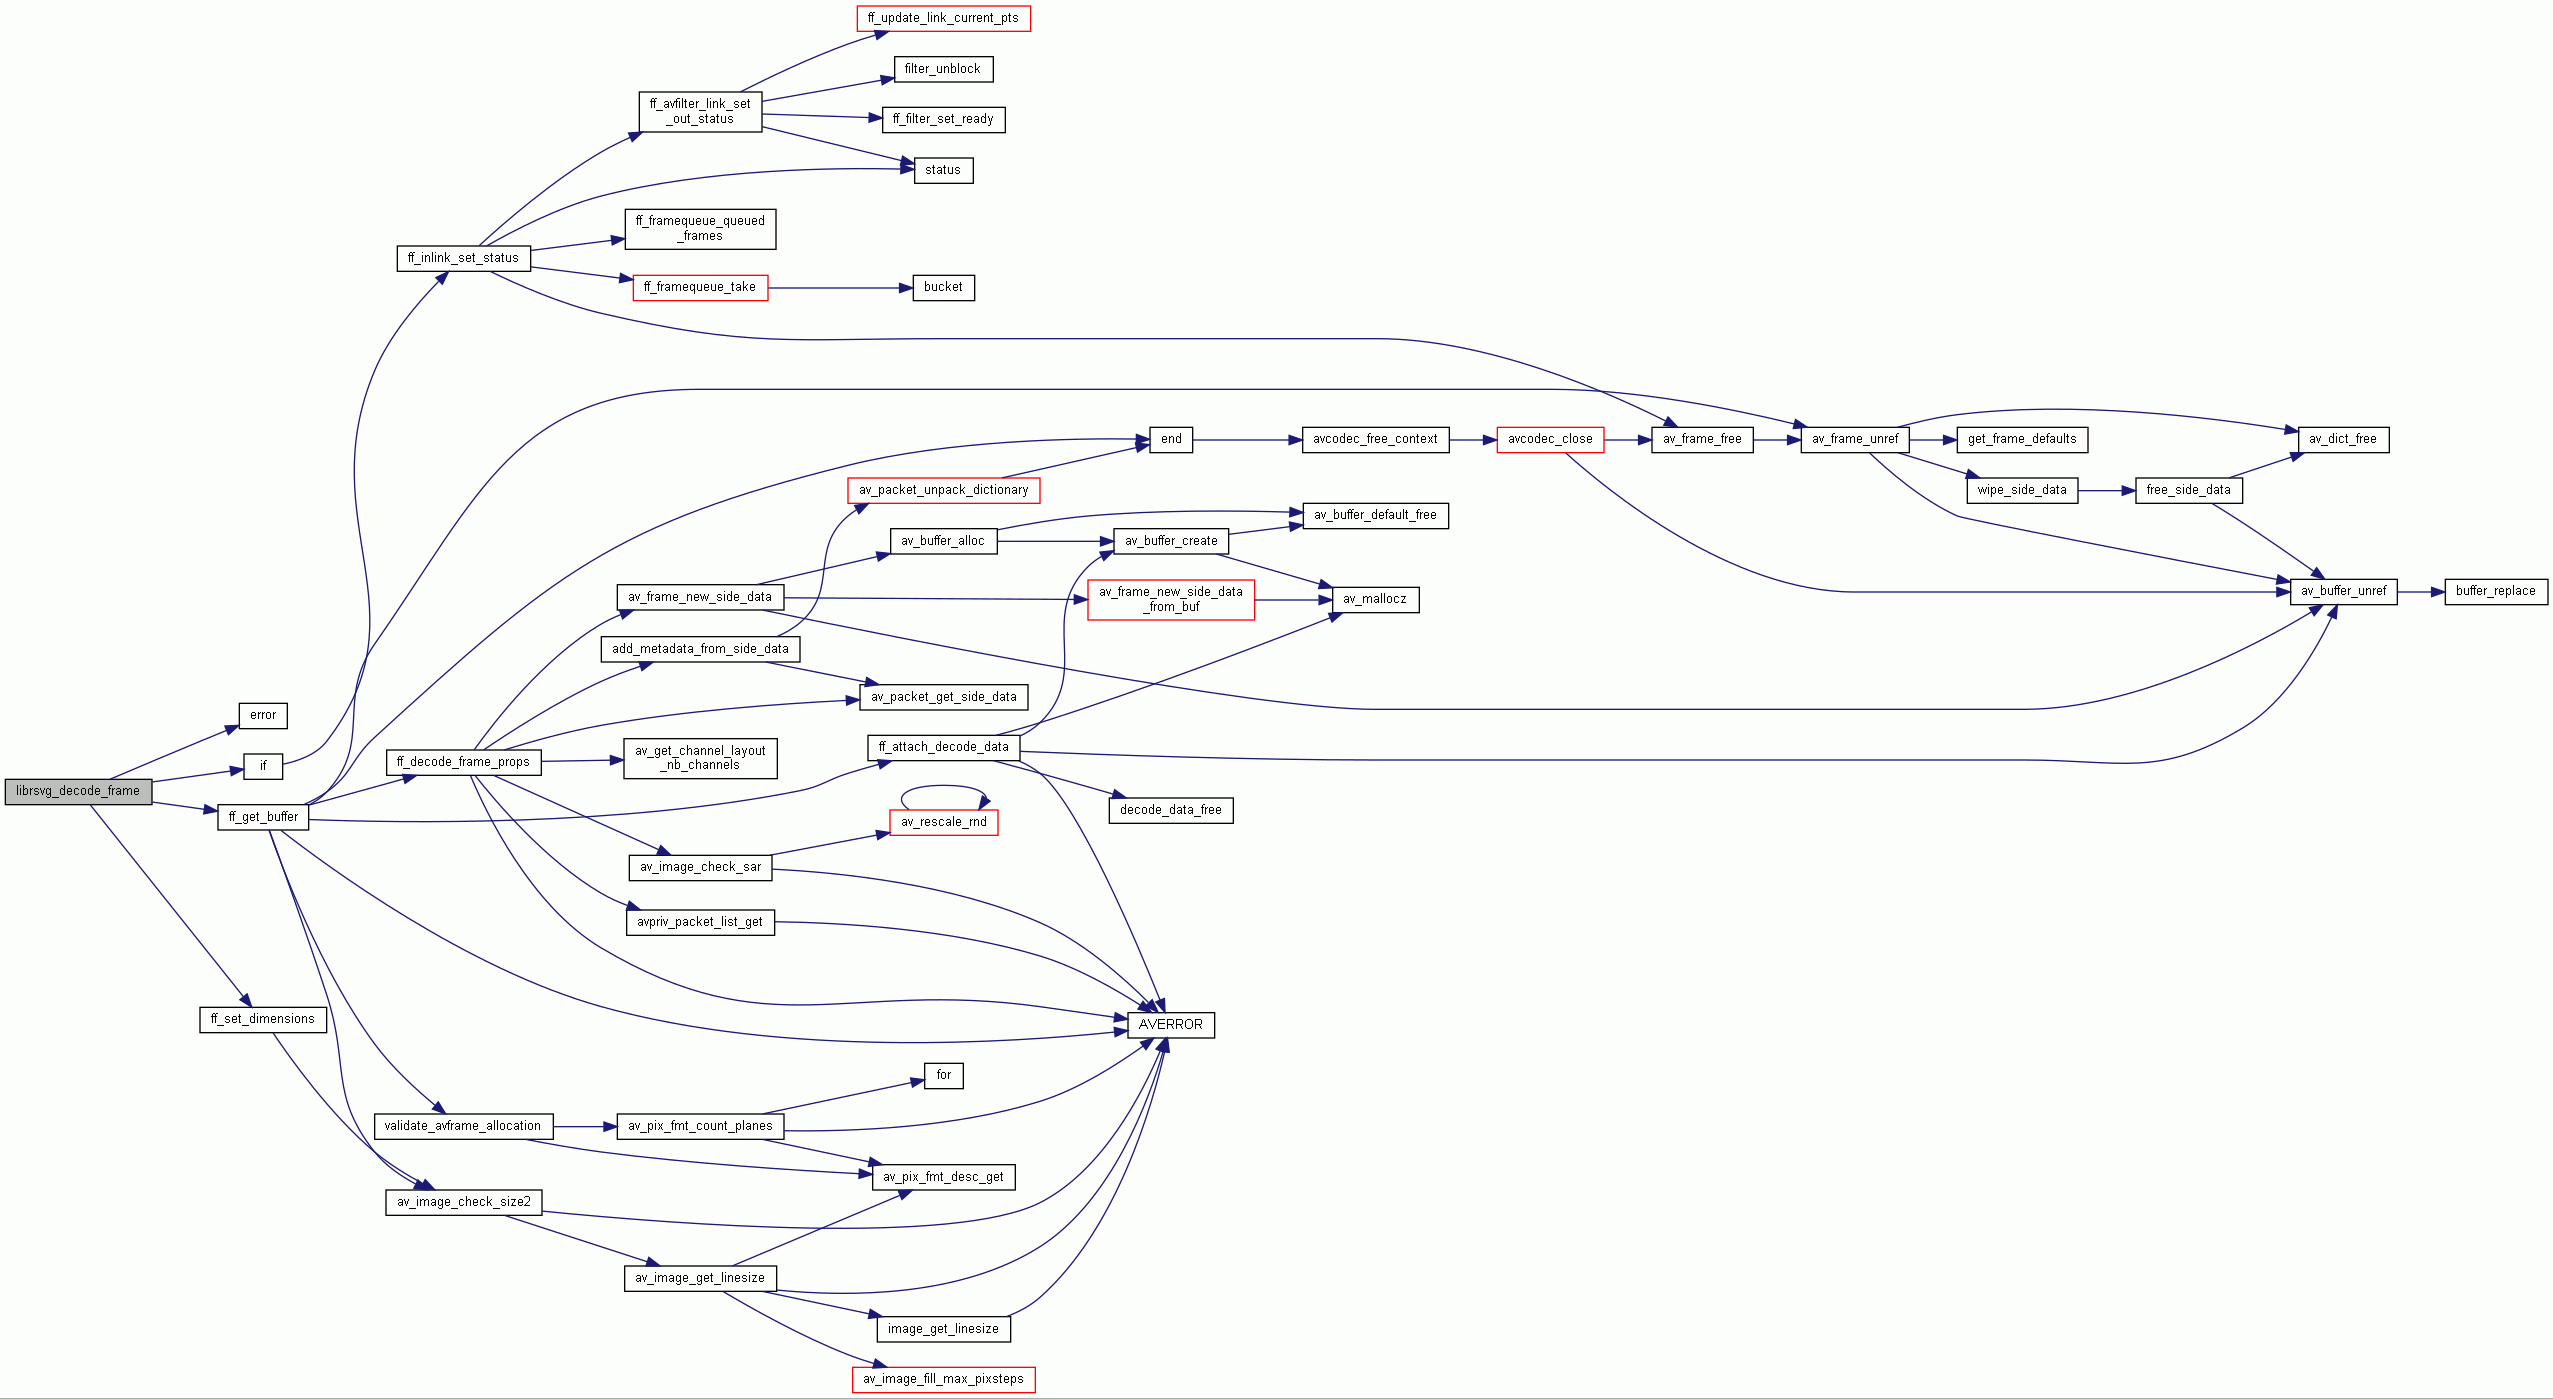 ff_update_link_current_pts
filter_unblock
ff_avfilter_link_set
_out_status
ff_filter_set_ready
status
ff_framequeue_queued
_frames
ff_inlink_set_status
ff_framequeue_take
bucket
end
avcodec_free_context
avcodec_close
av_frame_free
av_frame_unref
get_frame_defaults
av_dict_free
av_packet_unpack_dictionary
wipe_side_data
free_side_data
av_buffer_default_free
av_buffer_alloc
av_buffer_create
av_frame_new_side_data
av_frame_new_side_data
_from_buf
av_mallocz
av_buffer_unref
buffer_replace
add_metadata_from_side_data
av_packet_get_side_data
error
if
ff_decode_frame_props
av_get_channel_layout
_nb_channels
ff_attach_decode_data
librsvg_decode_frame
ff_get_buffer
decode_data_free
av_rescale_rnd
av_image_check_sar
avpriv_packet_list_get
ff_set_dimensions
AVERROR
for
validate_avframe_allocation
av_pix_fmt_count_planes
av_pix_fmt_desc_get
av_image_check_size2
av_image_get_linesize
image_get_linesize
av_image_fill_max_pixsteps